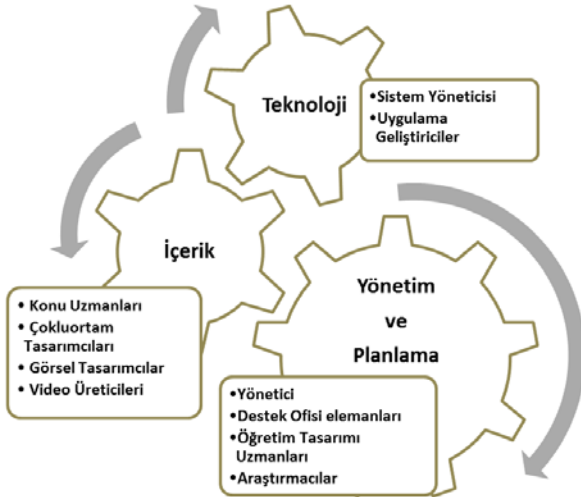 Teknoloji
•Sistem Yöneticisi
•Uygulama
Geliştiriciler
İçerik
• Konu Uzmanları
• Çokluortam
Tasarımcıları
• Görsel Tasarımcılar
• Video Üreticileri
Yönetim
ve
Planlama
•Yönetici
•Destek Ofisi elemanları
•Öğretim Tasarımı
Uzmanları
•Araştırmacılar